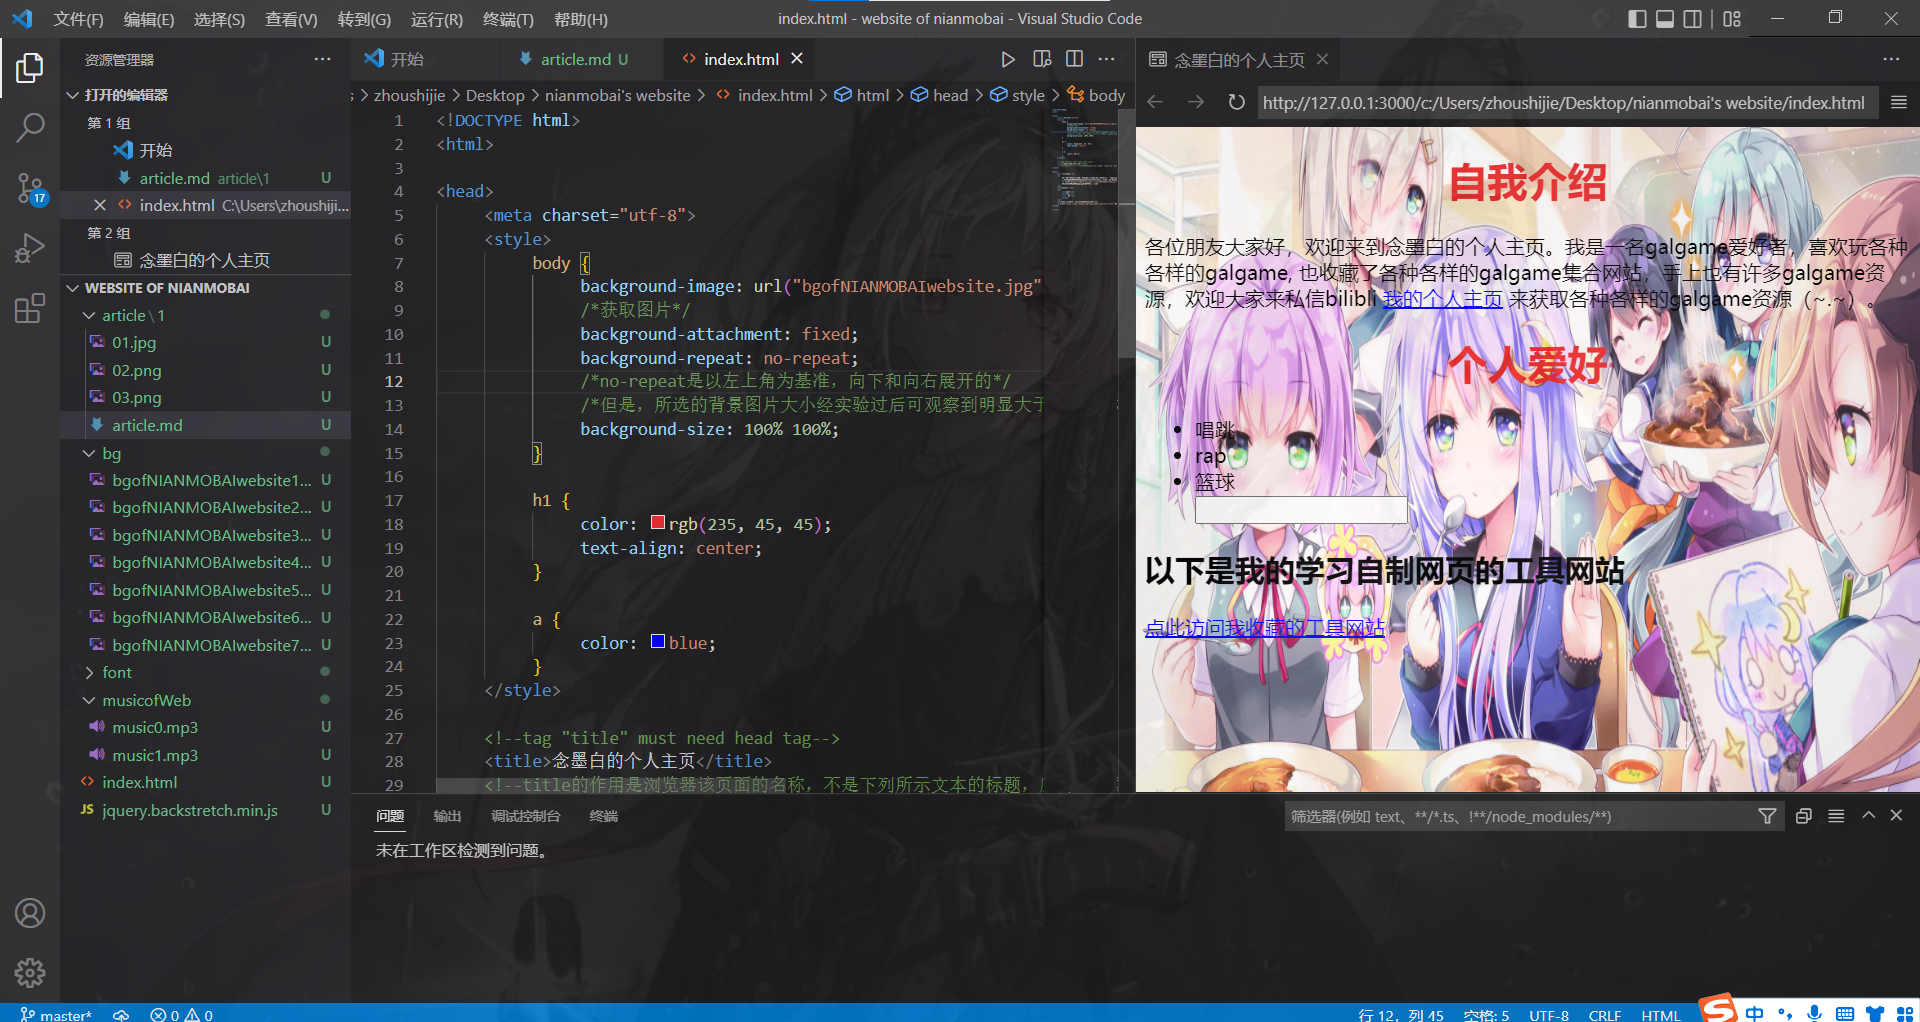 文件(F) 编辑(E) 选择(S) 查看(V) 转到(G) 运行(R) 终端(T) 帮助(H) index.html - website of nianmobai - Visual Studio Code
资源管理器
打开的编辑器
第 1 组
开始
article.md article\1 U
index.html C:\Users\zhoushiji...
第 2 组
念墨白的个人主页
WEBSITE OF NIANMOBAI
article\1
01.jpg U
02.png U
03.png U
article.md U
bg
bgofNIANMOBAIwebsite1... U
bgofNIANMOBAIwebsite2... U
bgofNIANMOBAIwebsite3... U
bgofNIANMOBAIwebsite4... U
bgofNIANMOBAIwebsite5... U
bgofNIANMOBAIwebsite6... U
bgofNIANMOBAIwebsite7... U
font
musicofWeb
music0.mp3 U
music1.mp3 U
index.html U
JS jquery.backstretch.min.js U
17
开始 article.md U index.html
s > zhoushijie > Desktop > nianmobai's website > index.html > html > head > style > body
1 <!DOCTYPE html>
2 <html>
3
4 <head>
5 <meta charset="utf-8">
6 <style>
7 body {
8 background-image: url("bgofNIANMOBAIwebsite.jpg"
9 /*获取图片*/
10 background-attachment: fixed;
11 background-repeat: no-repeat;
12 /*no-repeat是以左上角为基准，向下和向右展开的*/
13 /*但是，所选的背景图片大小经实验过后可观察到明显大于
14 background-size: 100% 100%;
15 }
16
17 h1 {
18 color: rgb(235, 45, 45);
19 text-align: center;
20 }
21
22 a {
23 color: blue;
24 }
25 </style>
26
27 <!--tag "title" must need head tag-->
28 <title>念墨白的个人主页</title>
29 <!--title的作用是浏览器该页面的名称，不是下列所示文本的标题，
念墨白的个人主页
http://127.0.0.1:3000/c:/Users/zhoushijie/Desktop/nianmobai's website/index.html
自我介绍
各位朋友大家好，欢迎来到念墨白的个人主页。我是一名galgame爱好者，喜欢玩各种
各样的galgame, 也收藏了各种各样的galgame集合网站，手上也有许多galgame资
源，欢迎大家来私信bilibli 我的个人主页 来获取各种各样的galgame资源（~.~）。
个人爱好
唱跳
rap
篮球
以下是我的学习自制网页的工具网站
点此访问我收藏的工具网站
问题 输出 调试控制台 终端
筛选器(例如 text、**/*.ts、!**/node_modules/**)
未在工作区检测到问题。
master* 0 0 行 12，列 45 空格: 5 UTF-8 CRLF HTML
S 中